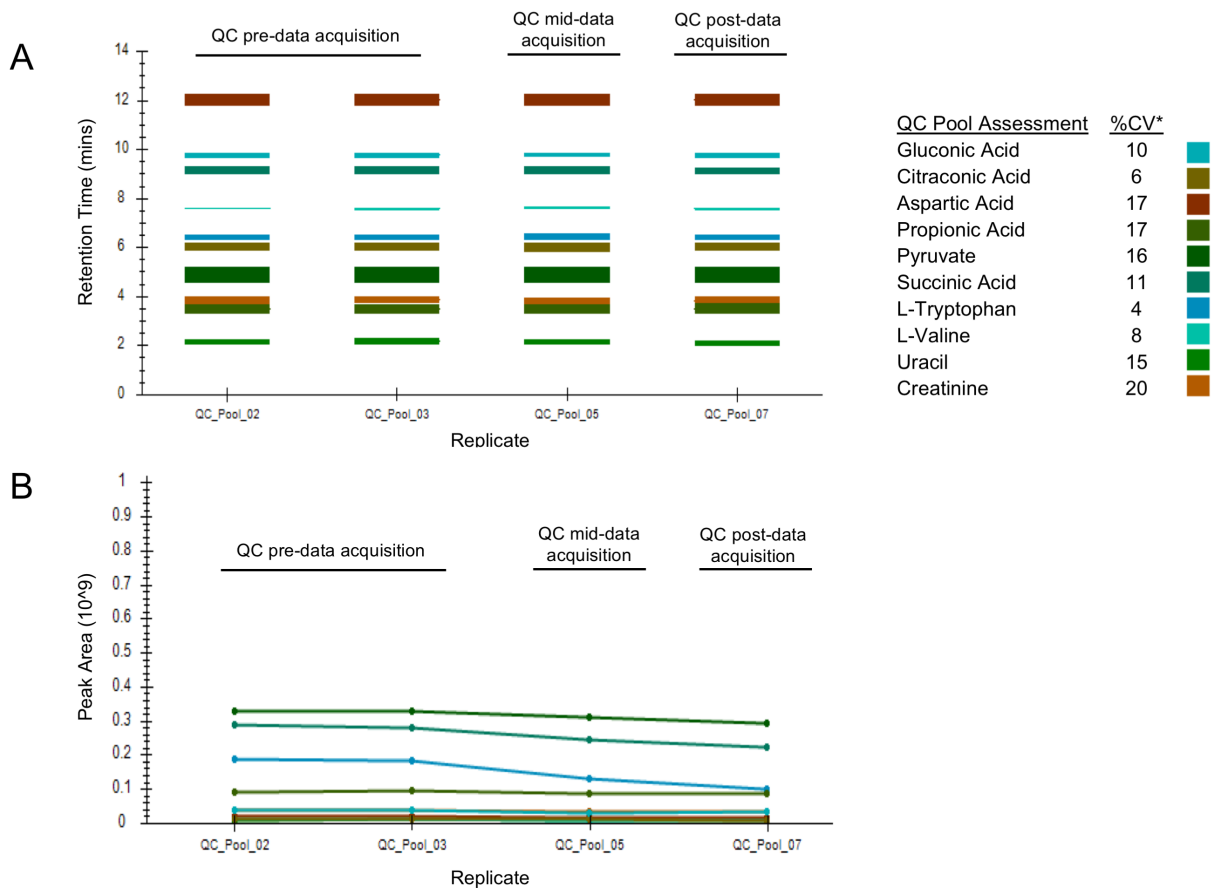 A
QC pre-data acquisition
QC mid-data
acquisition
QC post-data
acquisition
14
12
10
8
6
4
2
0
Retention Time (mins)
QC_Pool_02
QC_Pool_03
QC_Pool_05
QC_Pool_07
Replicate
QC Pool Assessment %CV*
Gluconic Acid 10
Citraconic Acid 6
Aspartic Acid 17
Propionic Acid 17
Pyruvate 16
Succinic Acid 11
L-Tryptophan 4
L-Valine 8
Uracil 15
Creatinine 20
B
QC pre-data acquisition
QC mid-data
acquisition
QC post-data
acquisition
1
0.9
0.8
0.7
0.6
0.5
0.4
0.3
0.2
0.1
0
Peak Area (10^9)
QC_Pool_02
QC_Pool_03
QC_Pool_05
QC_Pool_07
Replicate